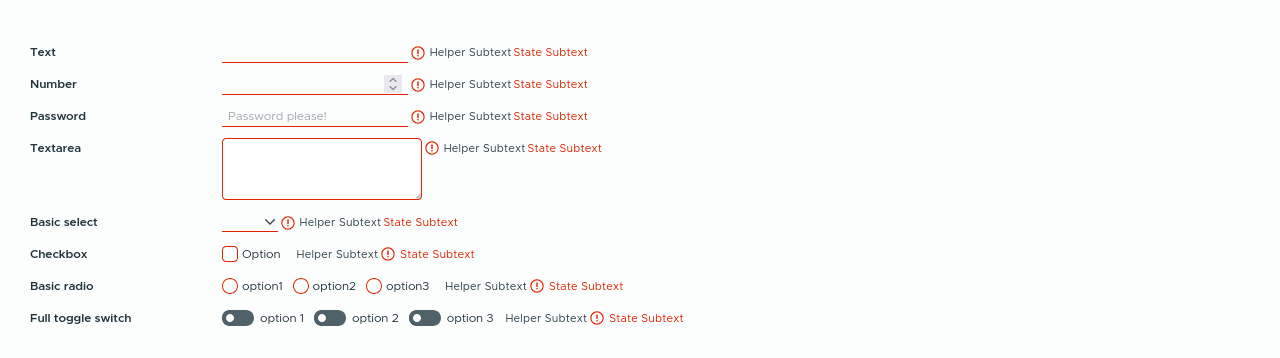 Text Helper Subtext State Subtext
Number Helper Subtext State Subtext
Password Password please! Helper Subtext State Subtext
Textarea Helper Subtext State Subtext
Basic select Helper Subtext State Subtext
Checkbox Option Helper Subtext State Subtext
Basic radio option1 option2 option3 Helper Subtext State Subtext
Full toggle switch option 1 option 2 option 3 Helper Subtext State Subtext